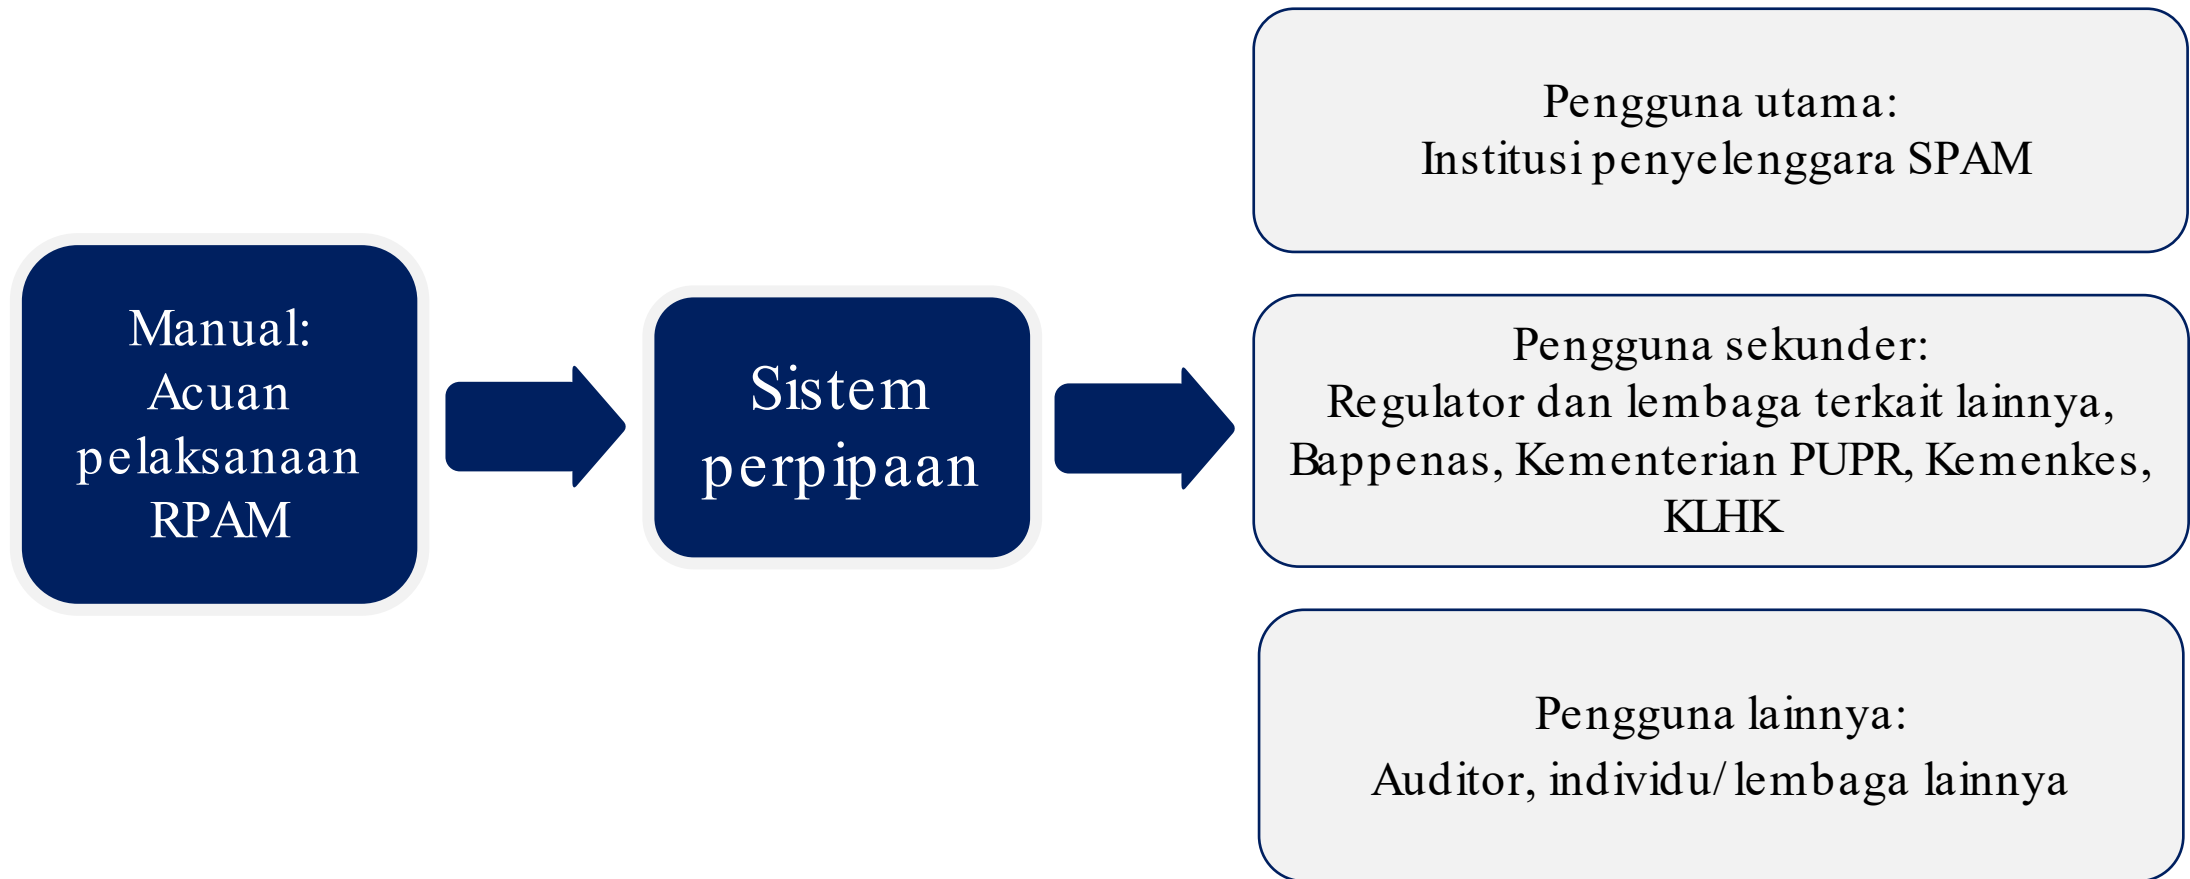 Manual:
Acuan
pelaksanaan
RPAM
Sistem
perpipaan
Pengguna utama:
Institusi penyelenggara SPAM
Pengguna sekunder:
Regulator dan lembaga terkait lainnya,
Bappenas, Kementerian PUPR, Kemenkes,
KLHK
Pengguna lainnya:
Auditor, individu/lembaga lainnya